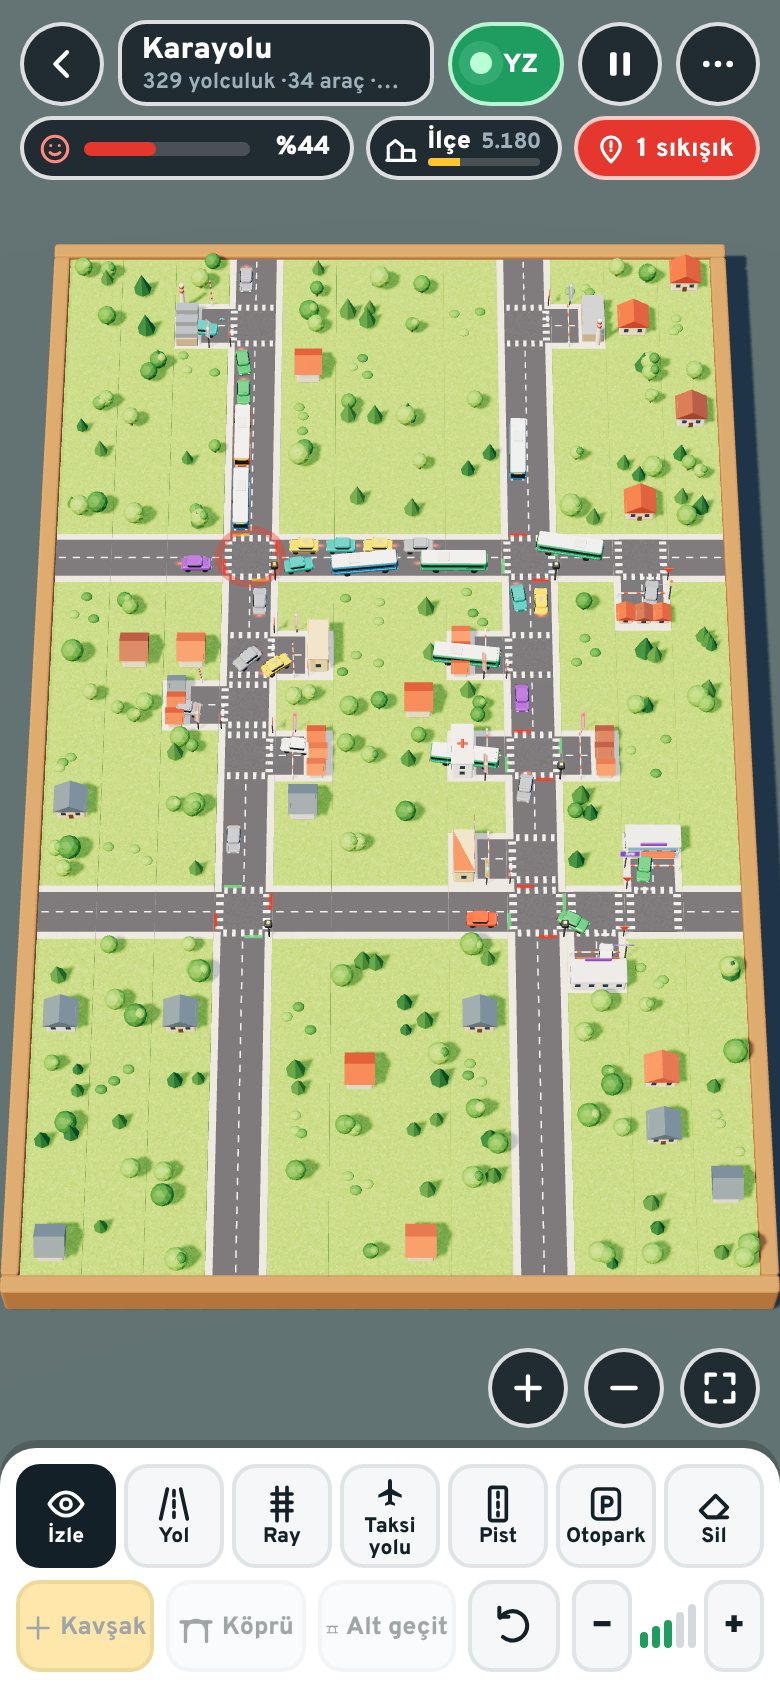 Karayolu
329 yolculuk ·34 araç ·...
YZ
%44
İlçe 5.180
1 sıkışık
İzle
Yol
Ray
Taksi
yolu
Pist
P
Otopark
Sil
+ Kavşak
Köprü
Alt geçit